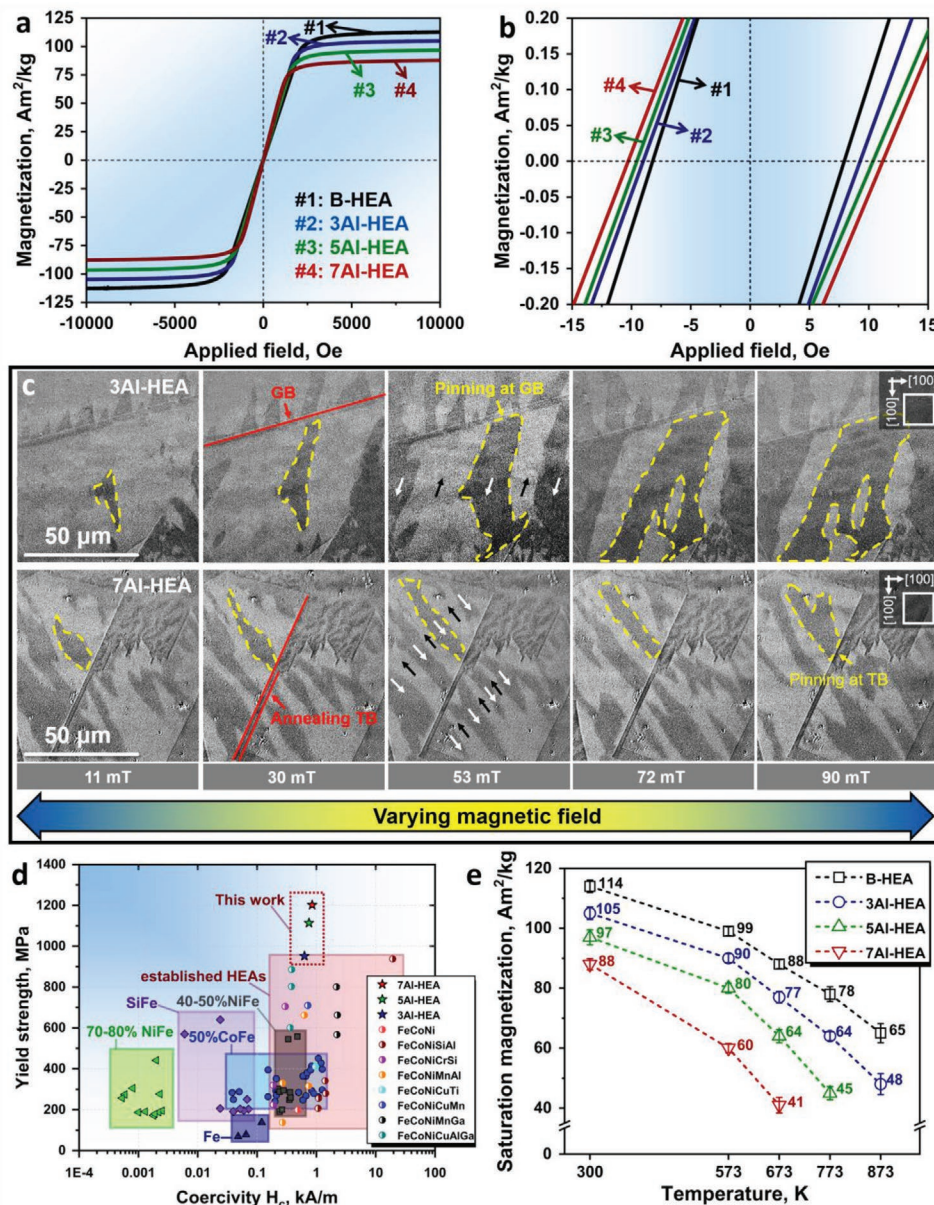 a
125
100
75
50
25
0
-25
-50
-75
-100
-125
Magnetization, Am²/kg
#1
#2
#3
#4
#1: B-HEA
#2: 3Al-HEA
#3: 5Al-HEA
#4: 7Al-HEA
-10000 -5000 0 5000 10000
Applied field, Oe
b
0.20
0.15
0.10
0.05
0.00
-0.05
-0.10
-0.15
-0.20
Magnetization, Am²/kg
#4
#1
#3
#2
-15 -10 -5 0 5 10 15
Applied field, Oe
c
3Al-HEA
50 µm
GB
Pinning at GB
[100]
[100]
7Al-HEA
50 µm
Annealing TB
Pinning at TB
[100]
[100]
11 mT 30 mT 53 mT 72 mT 90 mT
Varying magnetic field
d
1400
1200
1000
800
600
400
200
0
Yield strength, MPa
This work
established HEAs
SiFe
40-50%NiFe
70-80% NiFe
50%CoFe
Fe
7Al-HEA
5Al-HEA
3Al-HEA
FeCoNi
FeCoNiSiAl
FeCoNiCrSi
FeCoNiMnAl
FeCoNiCuTi
FeCoNiCuMn
FeCoNiMnGa
FeCoNiCuAlGa
1E-4 0.001 0.01 0.1 1 10 100
Coercivity Hc, kA/m
e
120
100
80
60
40
Saturation magnetization, Am²/kg
B-HEA
3Al-HEA
5Al-HEA
7Al-HEA
114
105
97
88
99
90
80
60
88
77
64
41
78
64
45
65
48
300 573 673 773 873
Temperature, K